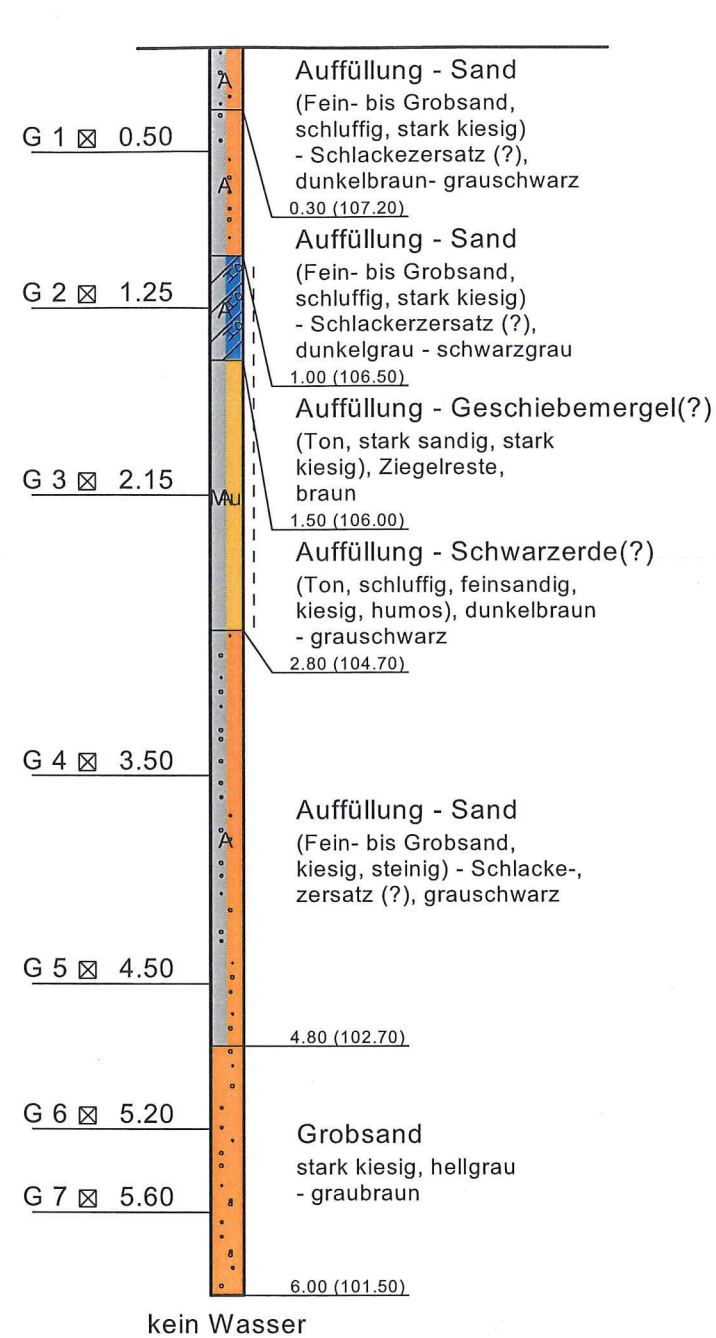 Auffüllung - Sand
(Fein- bis Grobsand,
schluffig, stark kiesig)
- Schlackezersatz (?),
dunkelbraun- grauschwarz
0.30 (107.20)
A
G 1 0.50
A
Auffüllung - Sand
(Fein- bis Grobsand,
schluffig, stark kiesig)
- Schlackerzersatz (?),
dunkelgrau - schwarzgrau
1.00 (106.50)
G 2 1.25
A
Auffüllung - Geschiebemergel(?)
(Ton, stark sandig, stark
kiesig), Ziegelreste,
braun
1.50 (106.00)
G 3 2.15
Mu
A
Auffüllung - Schwarzerde(?)
(Ton, schluffig, feinsandig,
kiesig, humos), dunkelbraun
- grauschwarz
2.80 (104.70)
G 4 3.50
A
Auffüllung - Sand
(Fein- bis Grobsand,
kiesig, steinig) - Schlacke-,
zersatz (?), grauschwarz
G 5 4.50
4.80 (102.70)
G 6 5.20
Grobsand
stark kiesig, hellgrau
- graubraun
G 7 5.60
6.00 (101.50)
kein Wasser